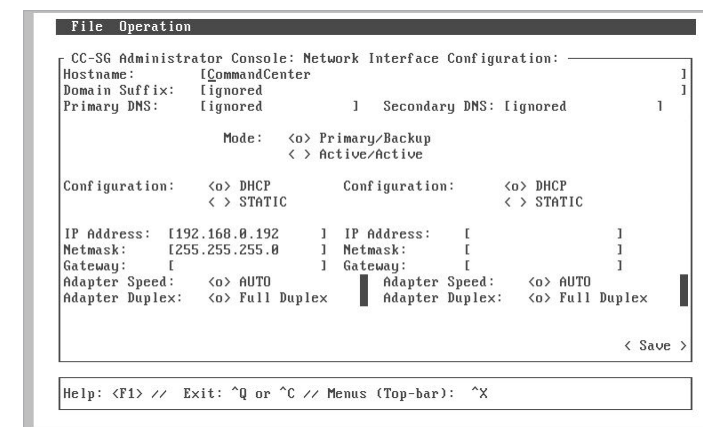 File Operation
CC-SG Administrator Console: Network Interface Configuration:
Hostname: [CommandCenter ]
Domain Suffix: [ignored ]
Primary DNS: [ignored ] Secondary DNS: [ignored ]
Mode: <o> Primary/Backup
< > Active/Active
Configuration: <o> DHCP Configuration: <o> DHCP
< > STATIC < > STATIC
IP Address: [192.168.0.192 ] IP Address: [ ]
Netmask: [255.255.255.0 ] Netmask: [ ]
Gateway: [ ] Gateway: [ ]
Adapter Speed: <o> AUTO Adapter Speed: <o> AUTO
Adapter Duplex: <o> Full Duplex Adapter Duplex: <o> Full Duplex
< Save >
Help: <F1> // Exit: ^Q or ^C // Menus (Top-bar): ^X